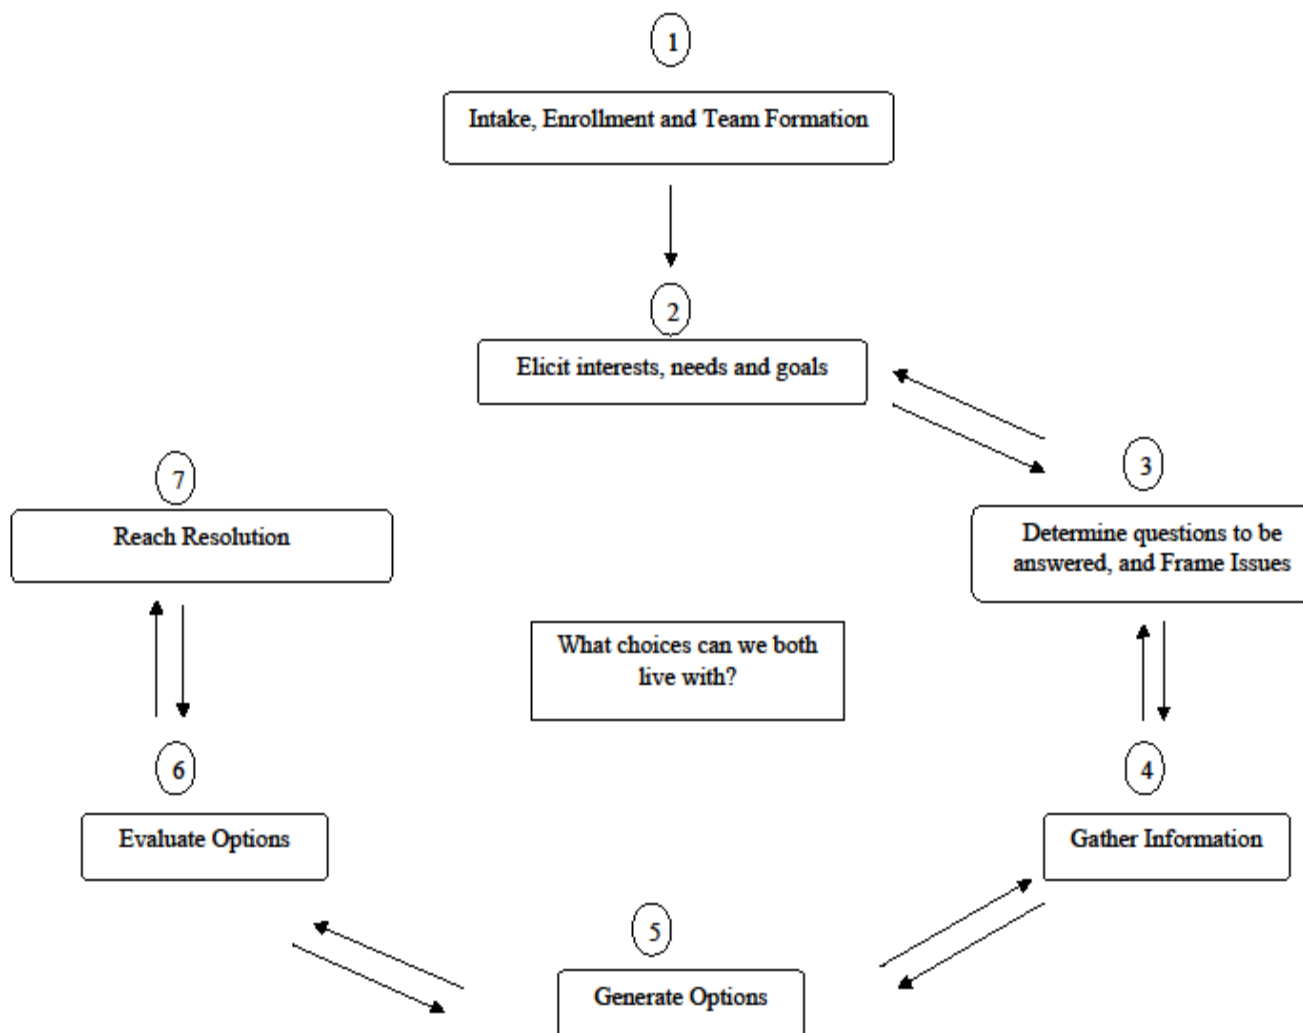 1
Intake, Enrollment and Team Formation
2
Elicit interests, needs and goals
3
Determine questions to be
answered, and Frame Issues
7
Reach Resolution
What choices can we both
live with?
4
Gather Information
6
Evaluate Options
5
Generate Options